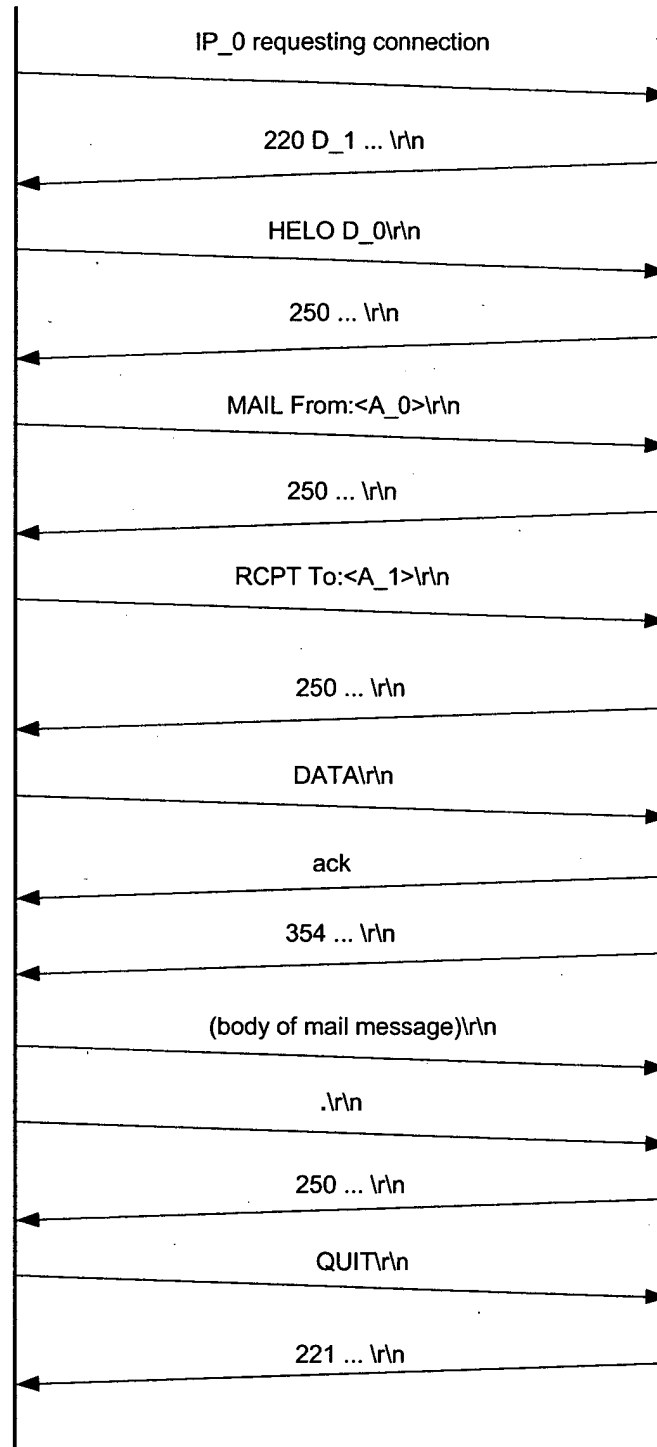 IP_0 requesting connection
220 D_1 ... \r\n
HELO D_0\r\n
250 ... \r\n
MAIL From:<A_0>\r\n
250 ... \r\n
RCPT To:<A_1>\r\n
250 ... \r\n
DATA\r\n
ack
354 ... \r\n
(body of mail message)\r\n
.\r\n
250 ... \r\n
QUIT\r\n
221 ... \r\n